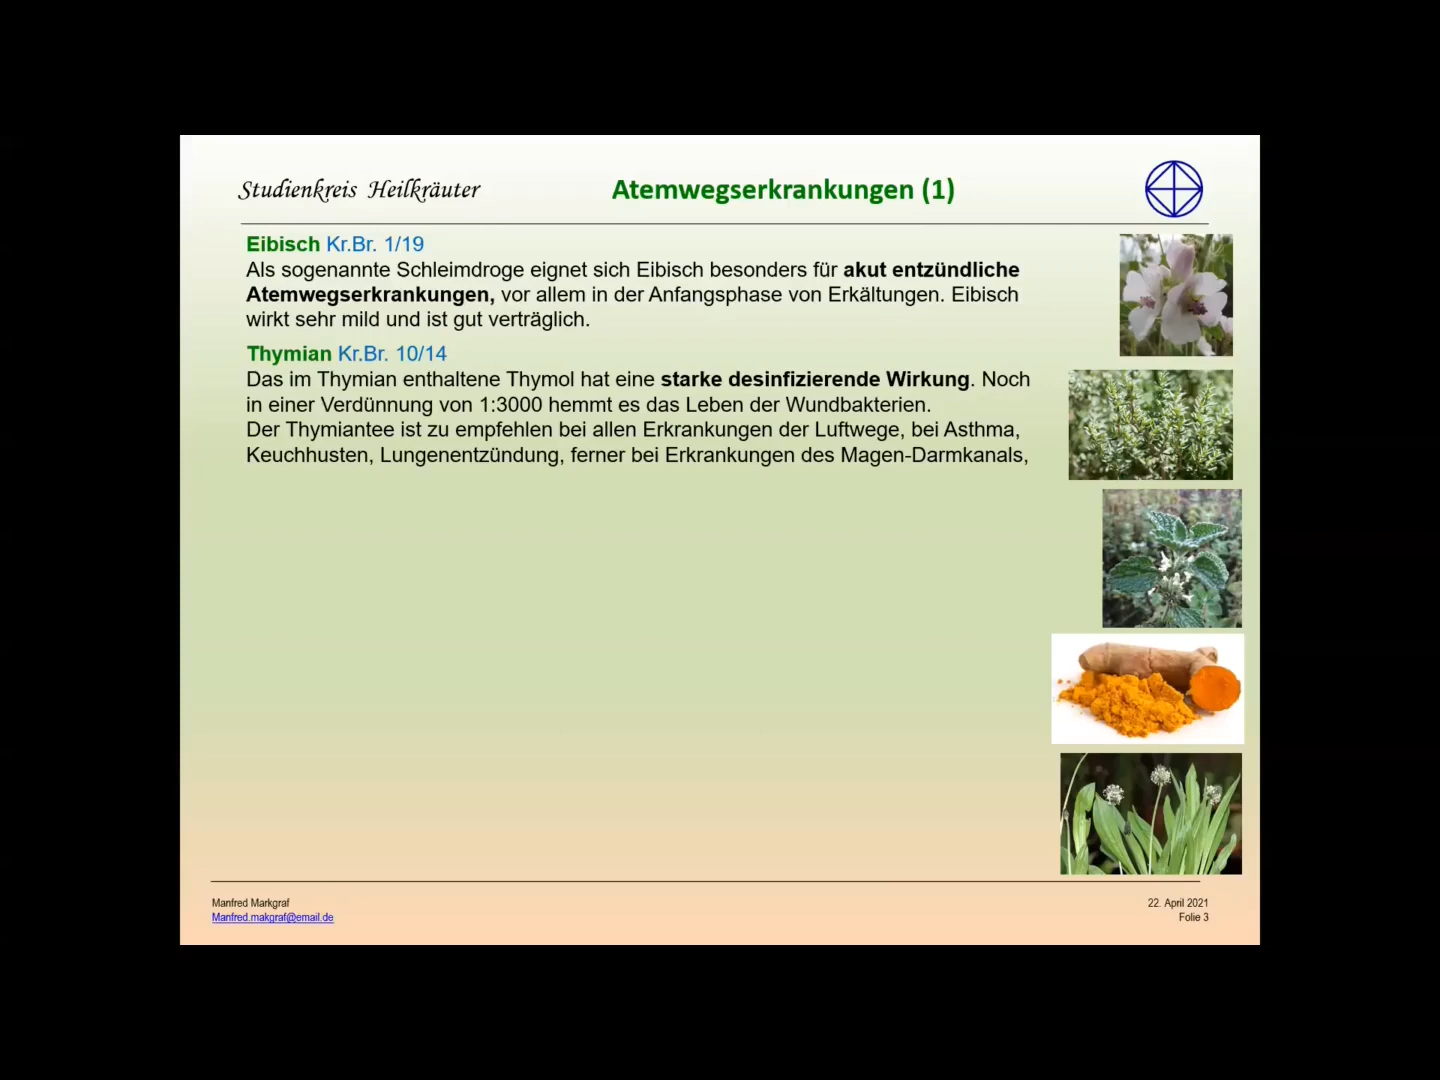 Studienkreis Heilkräuter
Atemwegserkrankungen (1)
Eibisch Kr.Br. 1/19
Als sogenannte Schleimdroge eignet sich Eibisch besonders für akut entzündliche
Atemwegserkrankungen, vor allem in der Anfangsphase von Erkältungen. Eibisch
wirkt sehr mild und ist gut verträglich.
Thymian Kr.Br. 10/14
Das im Thymian enthaltene Thymol hat eine starke desinfizierende Wirkung. Noch
in einer Verdünnung von 1:3000 hemmt es das Leben der Wundbakterien.
Der Thymiantee ist zu empfehlen bei allen Erkrankungen der Luftwege, bei Asthma,
Keuchhusten, Lungenentzündung, ferner bei Erkrankungen des Magen-Darmkanals,
Manfred Markgraf
Manfred.makgraf@email.de
22. April 2021
Folie 3